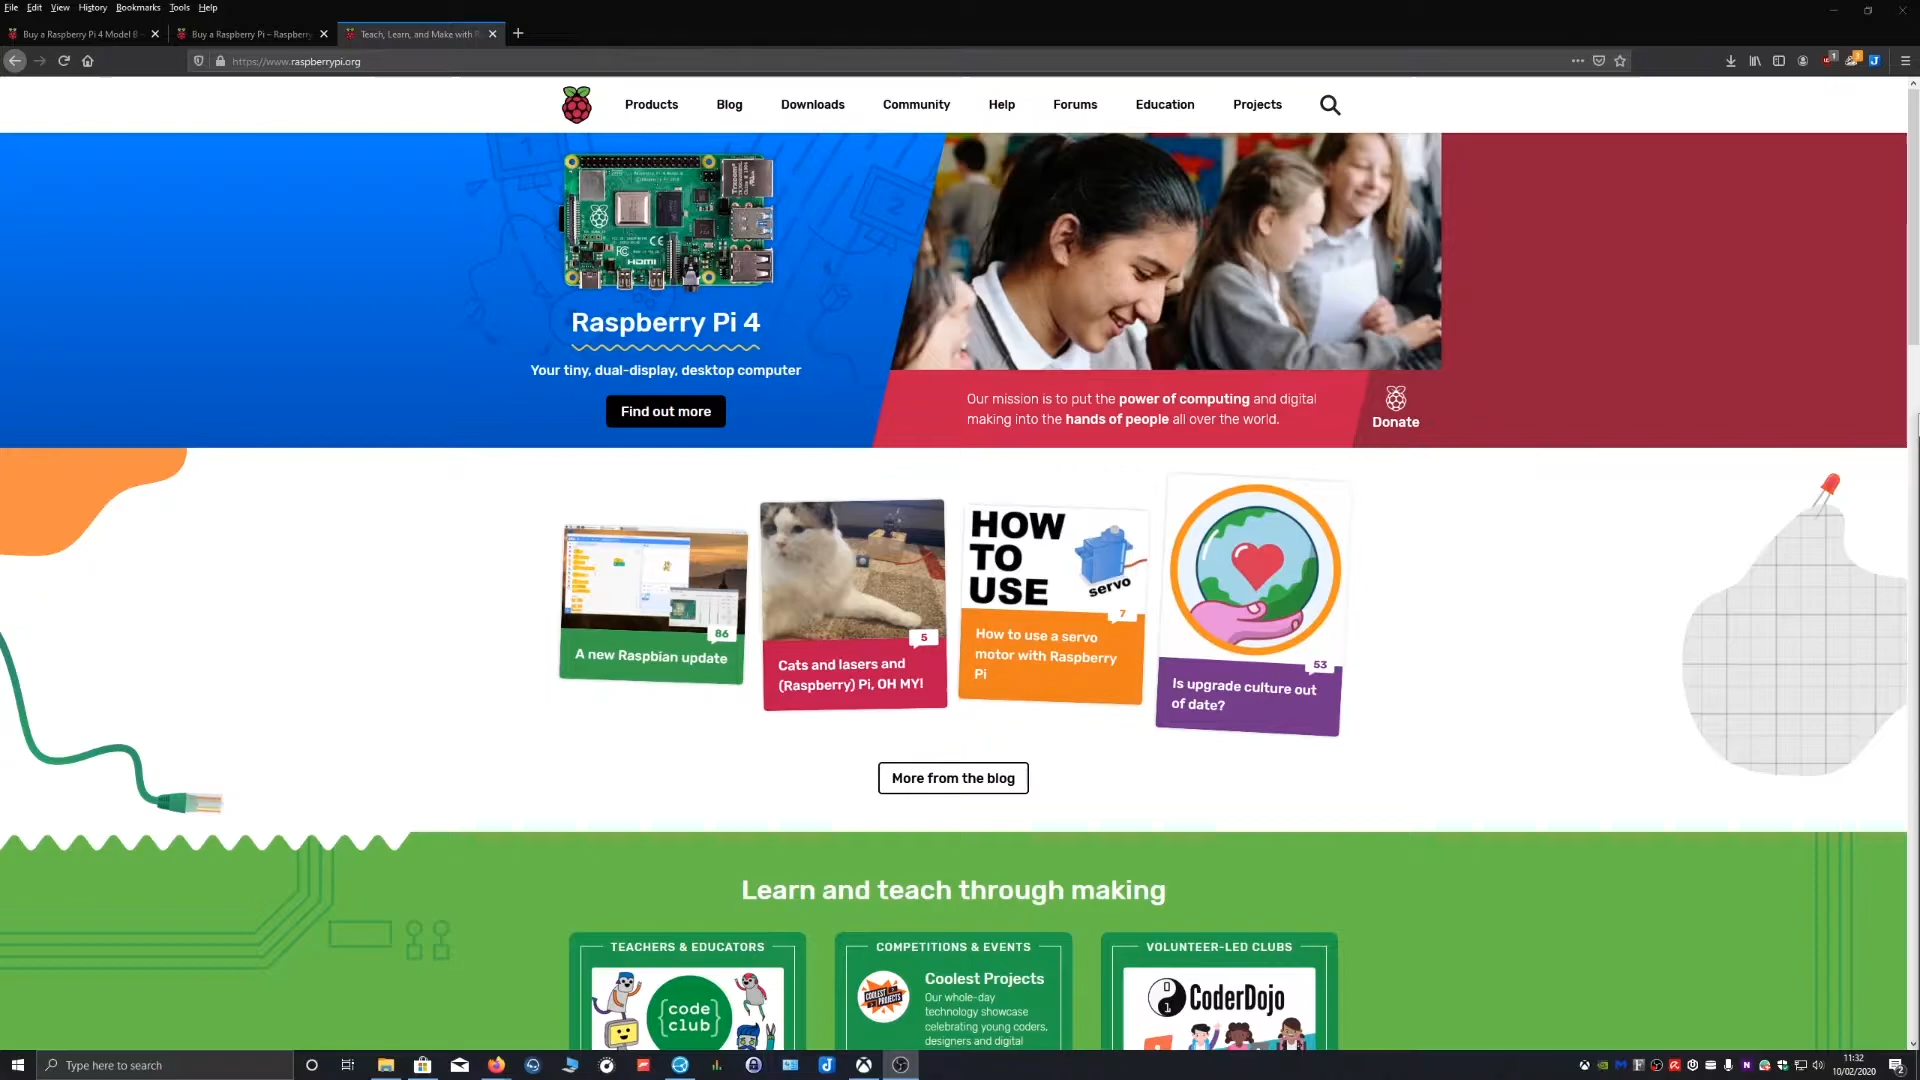 File Edit View History Bookmarks Tools Help
Buy a Raspberry Pi 4 Model B
Buy a Raspberry Pi – Raspberry
Teach, Learn, and Make with R
https://www.raspberrypi.org
Products Blog Downloads Community Help Forums Education Projects
Raspberry Pi 4
Your tiny, dual-display, desktop computer
Find out more
HDMI
Our mission is to put the power of computing and digital
making into the hands of people all over the world.
Donate
86
A new Raspbian update
5
Cats and lasers and
(Raspberry) Pi, OH MY!
HOW
TO
USE
servo
7
How to use a servo
motor with Raspberry
Pi
53
Is upgrade culture out
of date?
More from the blog
Learn and teach through making
TEACHERS & EDUCATORS
code
club
COMPETITIONS & EVENTS
COOLEST PROJECTS
Coolest Projects
Our whole-day
technology showcase
celebrating young coders,
designers and digital
VOLUNTEER-LED CLUBS
CoderDojo
Type here to search
11:32
10/02/2020